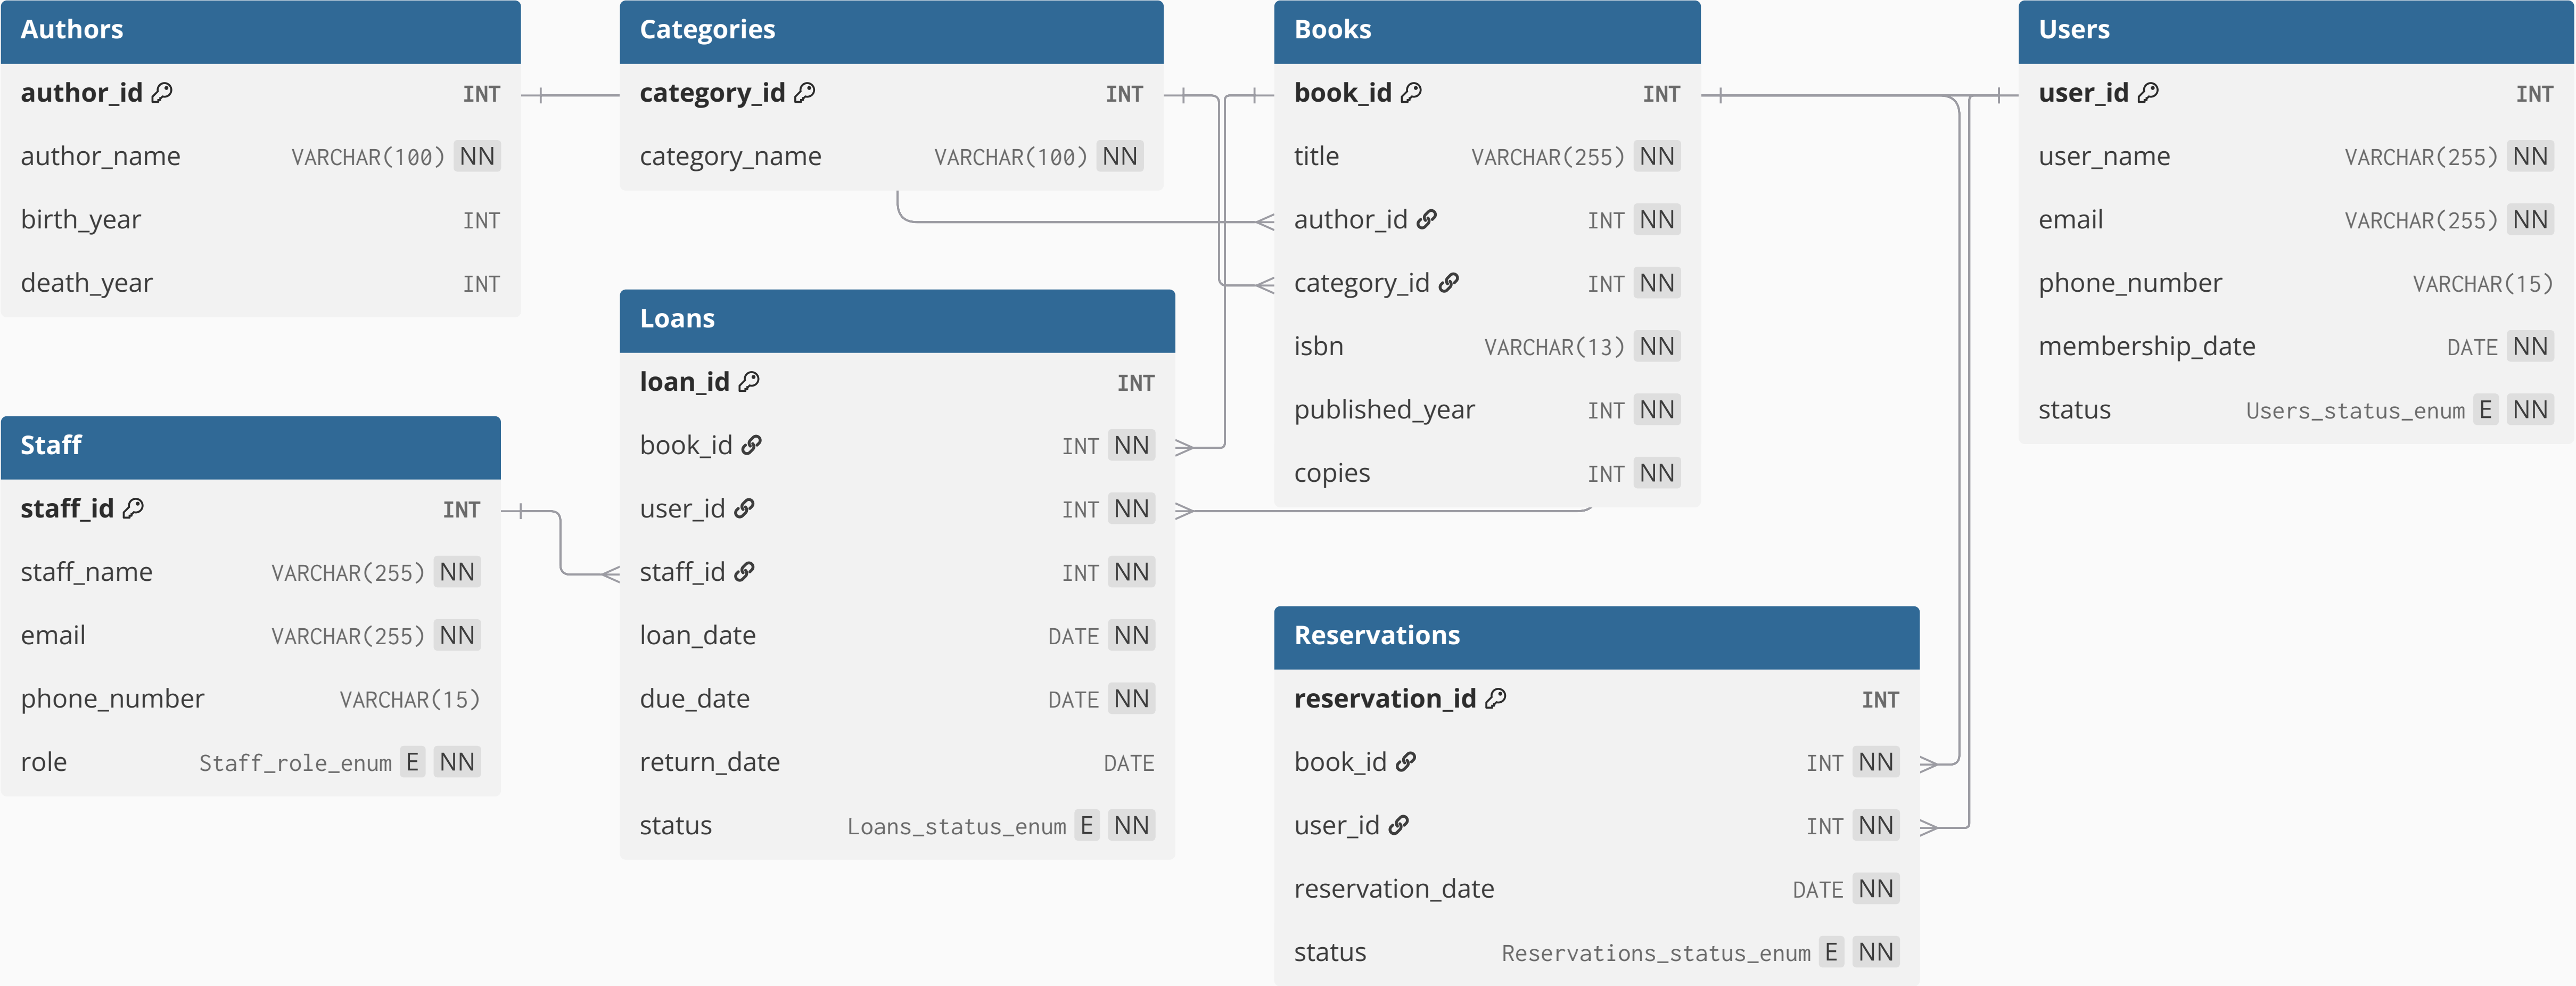 Authors
author_id INT
author_name VARCHAR(100) NN
birth_year INT
death_year INT
Categories
category_id INT
category_name VARCHAR(100) NN
Books
book_id INT
title VARCHAR(255) NN
author_id INT NN
category_id INT NN
isbn VARCHAR(13) NN
published_year INT NN
copies INT NN
Users
user_id INT
user_name VARCHAR(255) NN
email VARCHAR(255) NN
phone_number VARCHAR(15)
membership_date DATE NN
status Users_status_enum E NN
Loans
loan_id INT
book_id INT NN
user_id INT NN
staff_id INT NN
loan_date DATE NN
due_date DATE NN
return_date DATE
status Loans_status_enum E NN
Staff
staff_id INT
staff_name VARCHAR(255) NN
email VARCHAR(255) NN
phone_number VARCHAR(15)
role Staff_role_enum E NN
Reservations
reservation_id INT
book_id INT NN
user_id INT NN
reservation_date DATE NN
status Reservations_status_enum E NN